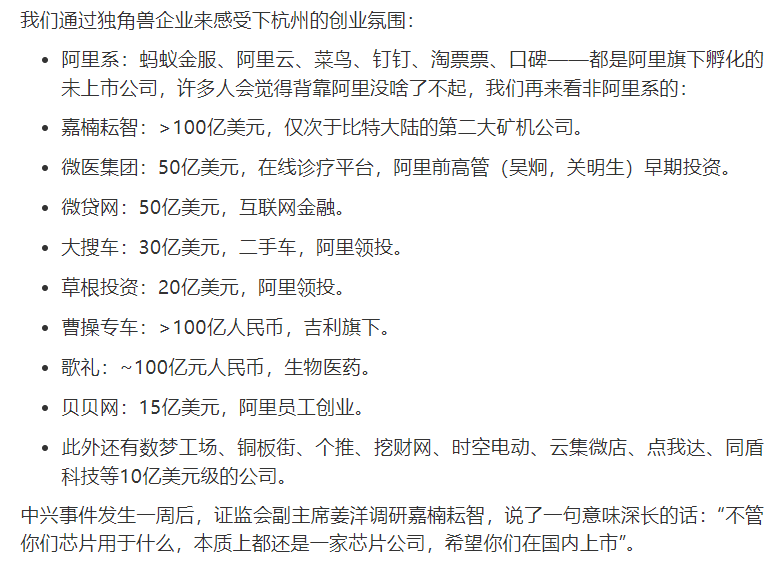 我们通过独角兽企业来感受下杭州的创业氛围：
• 阿里系：蚂蚁金服、阿里云、菜鸟、钉钉、淘票票、口碑——都是阿里旗下孵化的
未上市公司，许多人会觉得背靠阿里没啥了不起，我们再来看非阿里系的：
• 嘉楠耘智：>100亿美元，仅次于比特大陆的第二大矿机公司。
• 微医集团：50亿美元，在线诊疗平台，阿里前高管（吴炯，关明生）早期投资。
• 微贷网：50亿美元，互联网金融。
• 大搜车：30亿美元，二手车，阿里领投。
• 草根投资：20亿美元，阿里领投。
• 曹操专车：>100亿人民币，吉利旗下。
• 歌礼：~100亿元人民币，生物医药。
• 贝贝网：15亿美元，阿里员工创业。
• 此外还有数梦工场、铜板街、个推、挖财网、时空电动、云集微店、点我达、同盾
科技等10亿美元级的公司。
中兴事件发生一周后，证监会副主席姜洋调研嘉楠耘智，说了一句意味深长的话：“不管
你们芯片用于什么，本质上都还是一家芯片公司，希望你们在国内上市”。